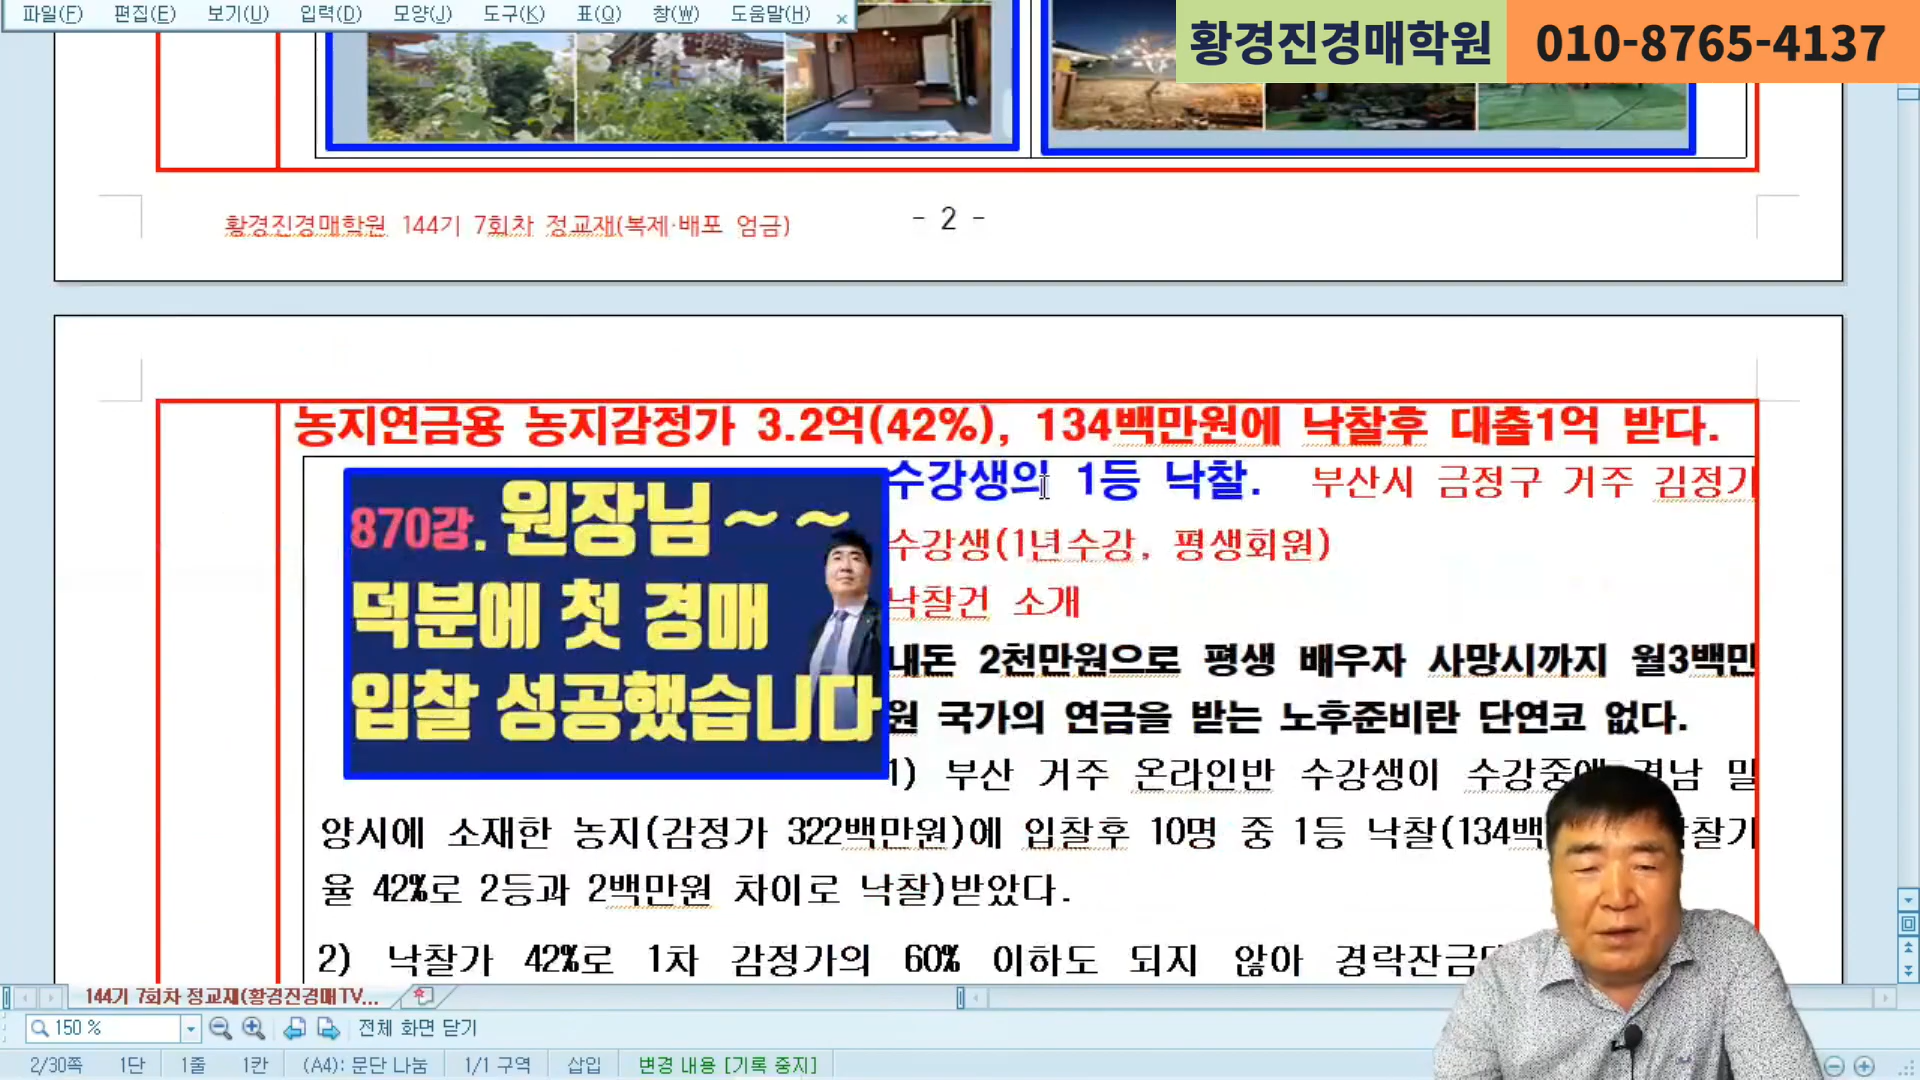 파일(F) 편집(E) 보기(U) 입력(D) 모양(J) 도구(K) 표(Q) 창(W) 도움말(H)
황경진경매학원 010-8765-4137
황경진경매학원 144기 7회차 정교재(복제·배포 엄금)
- 2 -
농지연금용 농지감정가 3.2억(42%), 134백만원에 낙찰후 대출1억 받다.
870강. 원장님~~
덕분에 첫 경매
입찰 성공했습니다
수강생의 1등 낙찰. 부산시 금정구 거주 김정기
수강생(1년수강, 평생회원)
낙찰건 소개
내돈 2천만원으로 평생 배우자 사망시까지 월3백만
원 국가의 연금을 받는 노후준비란 단연코 없다.
1) 부산 거주 온라인반 수강생이 수강중에 경남 밀
양시에 소재한 농지(감정가 322백만원)에 입찰후 10명 중 1등 낙찰(134백 찰가
율 42%로 2등과 2백만원 차이로 낙찰)받았다.
2) 낙찰가 42%로 1차 감정가의 60% 이하도 되지 않아 경락잔금
144기 7회차 정교재(황경진경매TV...
150 % 전체 화면 닫기
2/30쪽 1단 1줄 1칸 (A4): 문단 나눔 1/1 구역 삽입 변경 내용 [기록 중지]